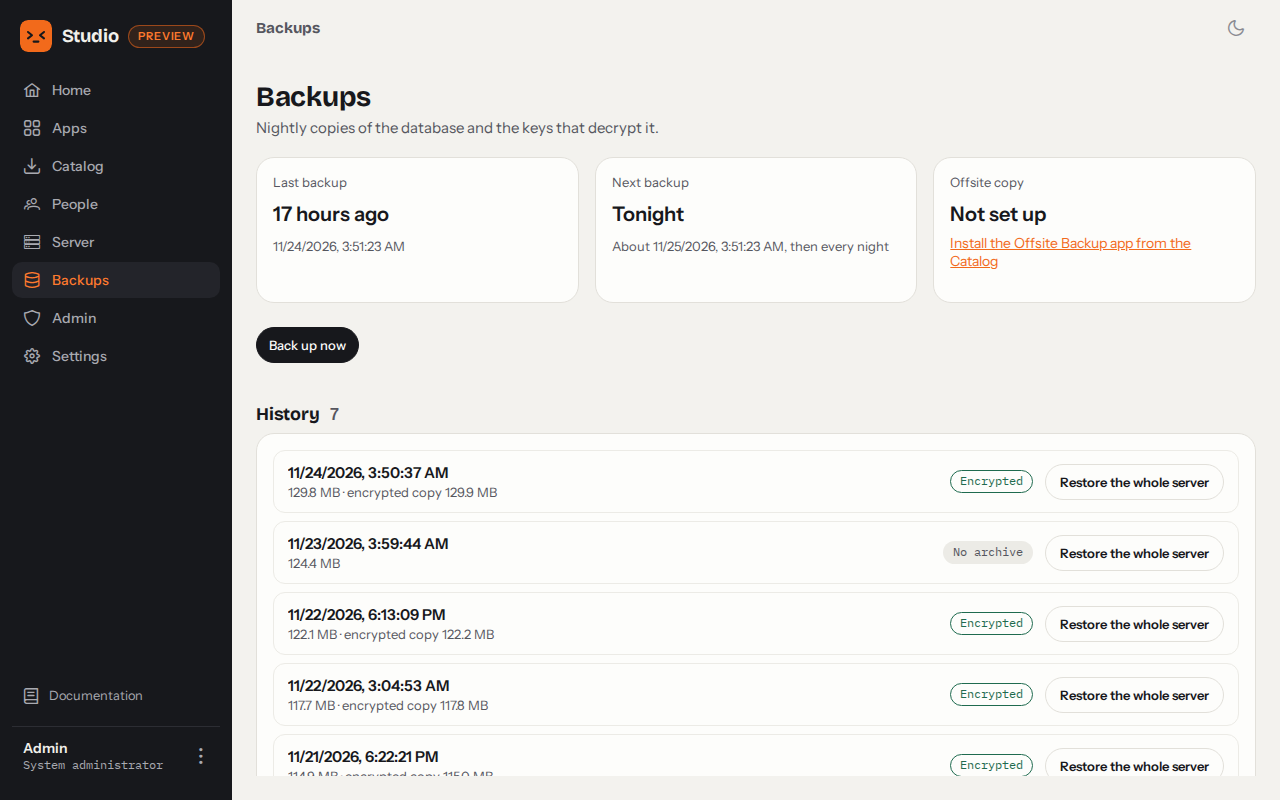 Studio PREVIEW
Home
Apps
Catalog
People
Server
Backups
Admin
Settings
Documentation
Admin
System administrator
Backups
Backups
Nightly copies of the database and the keys that decrypt it.
Last backup
17 hours ago
11/24/2026, 3:51:23 AM
Next backup
Tonight
About 11/25/2026, 3:51:23 AM, then every night
Offsite copy
Not set up
Install the Offsite Backup app from the
Catalog
Back up now
History 7
11/24/2026, 3:50:37 AM
129.8 MB · encrypted copy 129.9 MB
Encrypted
Restore the whole server
11/23/2026, 3:59:44 AM
124.4 MB
No archive
Restore the whole server
11/22/2026, 6:13:09 PM
122.1 MB · encrypted copy 122.2 MB
Encrypted
Restore the whole server
11/22/2026, 3:04:53 AM
117.7 MB · encrypted copy 117.8 MB
Encrypted
Restore the whole server
11/21/2026, 6:22:21 PM
114.9 MB · encrypted copy 115.0 MB
Encrypted
Restore the whole server